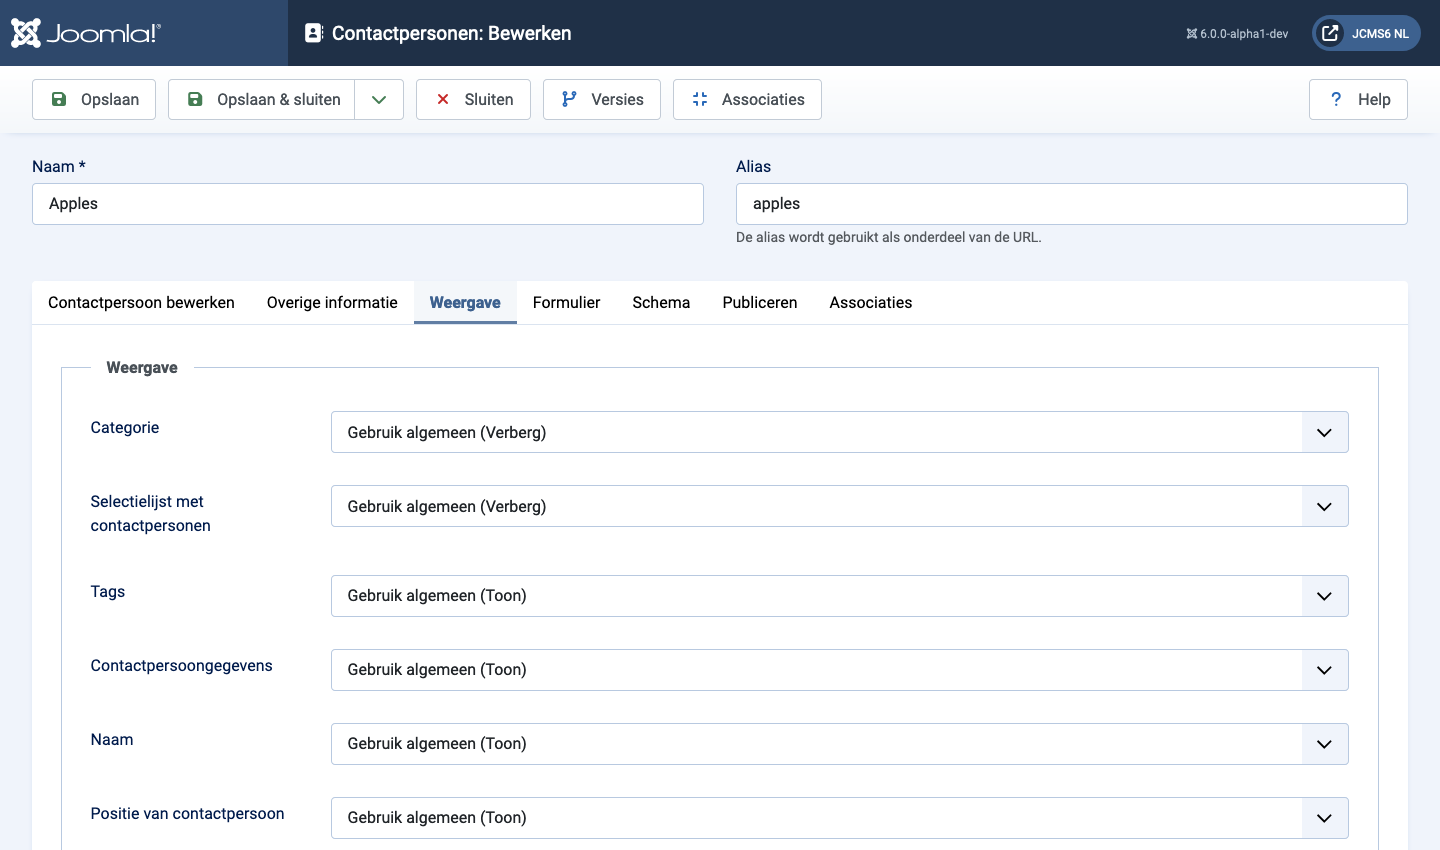 Joomla!®
Contactpersonen: Bewerken
6.0.0-alpha1-dev
JCMS6 NL
Opslaan
Opslaan & sluiten
Sluiten
Versies
Associaties
? Help
Naam *
Apples
Alias
apples
De alias wordt gebruikt als onderdeel van de URL.
Contactpersoon bewerken
Overige informatie
Weergave
Formulier
Schema
Publiceren
Associaties
Weergave
Categorie
Gebruik algemeen (Verberg)
Selectielijst met
contactpersonen
Gebruik algemeen (Verberg)
Tags
Gebruik algemeen (Toon)
Contactpersoongegevens
Gebruik algemeen (Toon)
Naam
Gebruik algemeen (Toon)
Positie van contactpersoon
Gebruik algemeen (Toon)